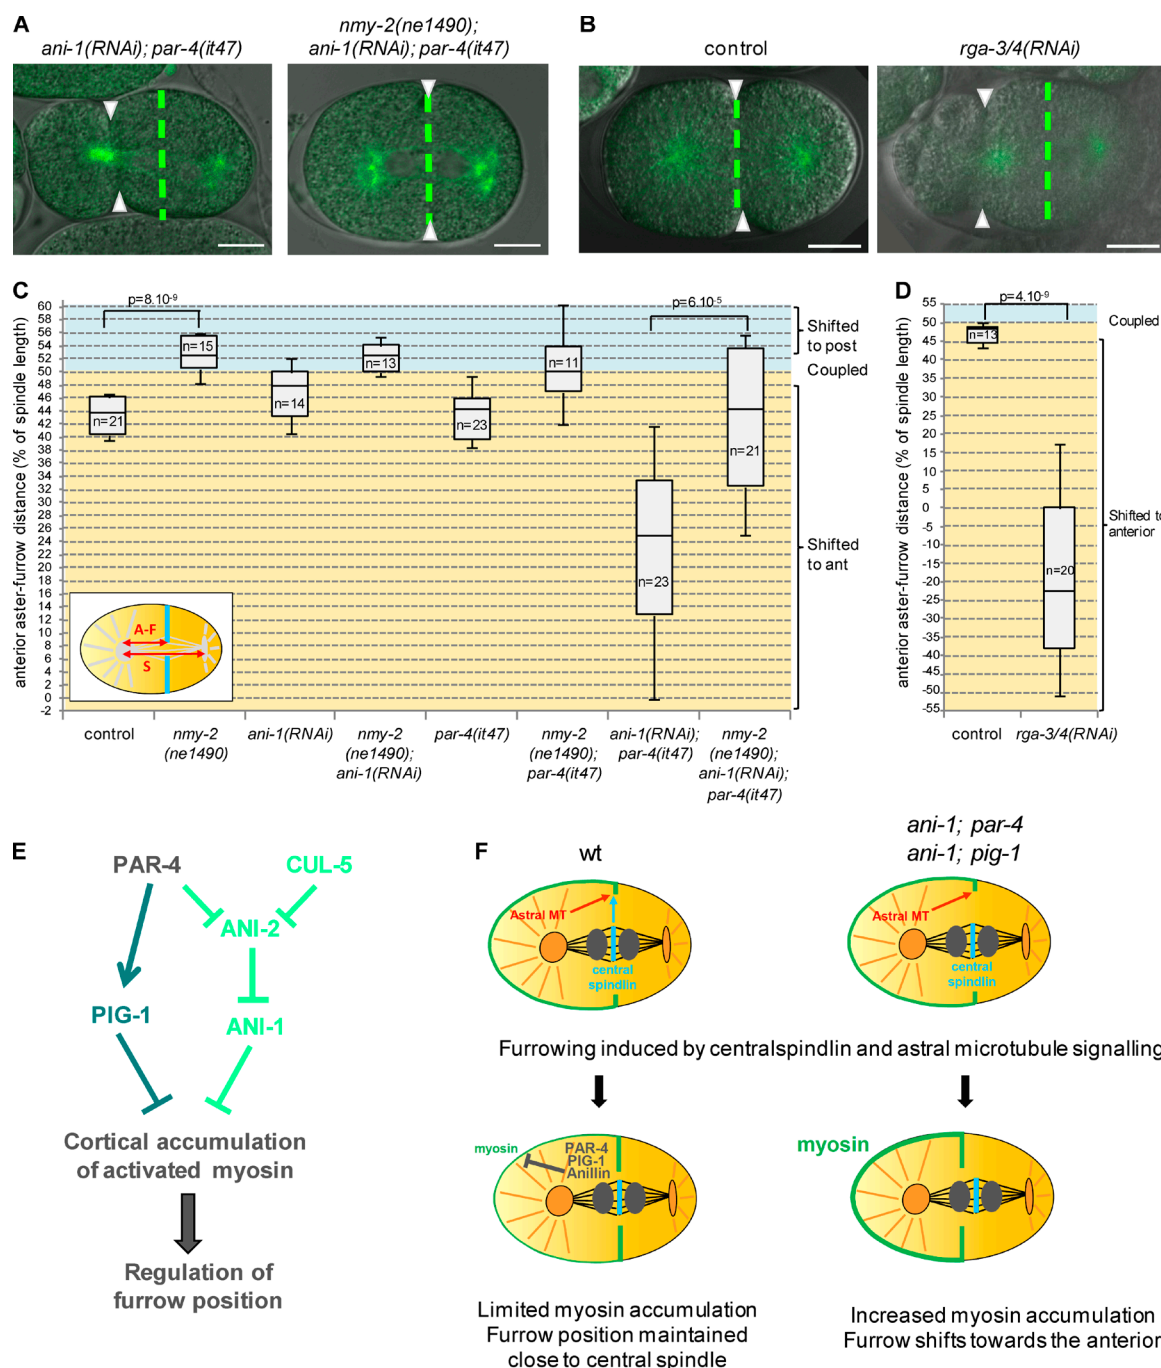 A
ani-1(RNAi); par-4(it47)
nmy-2(ne1490);
ani-1(RNAi); par-4(it47)
B
control
rga-3/4(RNAi)
C
anterior aster-furrow distance (% of spindle length)
60
58
56
54
52
50
48
46
44
42
40
38
36
34
32
30
28
26
24
22
20
18
16
14
12
10
8
6
4
2
0
-2
p=8.10-9
p=6.10-5
n=21
n=15
n=14
n=13
n=23
n=11
n=23
n=21
Shifted
to post
Coupled
Shifted
to ant
A-F
S
control
nmy-2
(ne1490)
ani-1(RNAi)
nmy-2
(ne1490);
ani-1(RNAi)
par-4(it47)
nmy-2
(ne1490);
par-4(it47)
ani-1(RNAi);
par-4(it47)
nmy-2
(ne1490);
ani-1(RNAi);
par-4(it47)
D
anterior aster-furrow distance (% of spindle length)
55
50
45
40
35
30
25
20
15
10
5
0
-5
-10
-15
-20
-25
-30
-35
-40
-45
-50
-55
p=4.10-9
n=13
n=20
Coupled
Shifted to
anterior
control
rga-3/4(RNAi)
E
PAR-4
CUL-5
ANI-2
PIG-1
ANI-1
Cortical accumulation
of activated myosin
Regulation of
furrow position
F
wt
ani-1; par-4
ani-1; pig-1
Astral MT
central
spindlin
Astral MT
central
spindlin
Furrowing induced by centralspindlin and astral microtubule signalling
myosin
PAR-4
PIG-1
Anillin
myosin
Limited myosin accumulation
Furrow position maintained
close to central spindle
Increased myosin accumulation
Furrow shifts towards the anterior